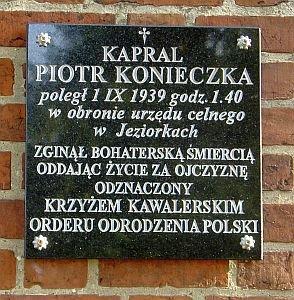 KAPRAL
PIOTR KONIECZKA
poległ 1 IX 1939 godz. 1.40
w obronie urzędu celnego
w Jeziorkach
ZGINĄŁ BOHATERSKĄ ŚMIERCIĄ
ODDAJĄC ŻYCIE ZA OJCZYZNĘ
ODZNACZONY
KRZYŻEM KAWALERSKIM
ORDERU ODRODZENIA POLSKI